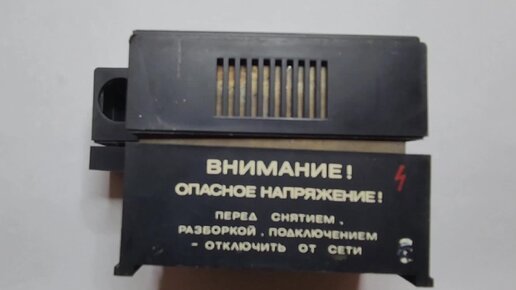 ВНИМАНИЕ!
ОПАСНОЕ НАПРЯЖЕНИЕ!
ПЕРЕД СНЯТИЕМ,
РАЗБОРКОЙ, ПОДКЛЮЧЕНИЕМ
- ОТКЛЮЧИТЬ ОТ СЕТИ